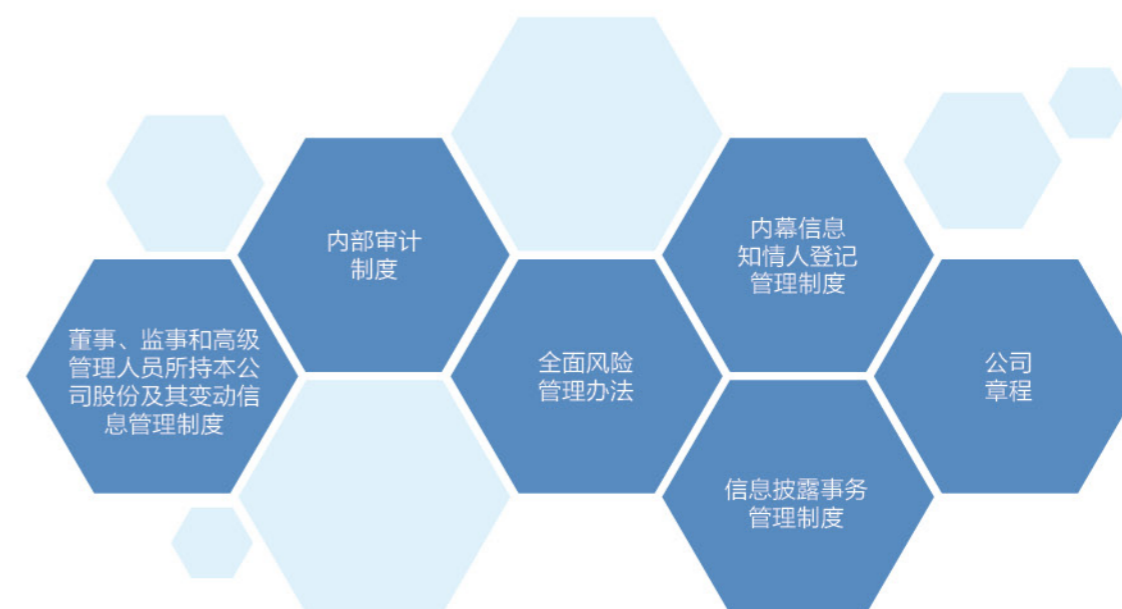 董事、监事和高级
管理人员所持本公
司股份及其变动信
息管理制度
内部审计
制度
全面风险
管理办法
内幕信息
知情人登记
管理制度
信息披露事务
管理制度
公司
章程